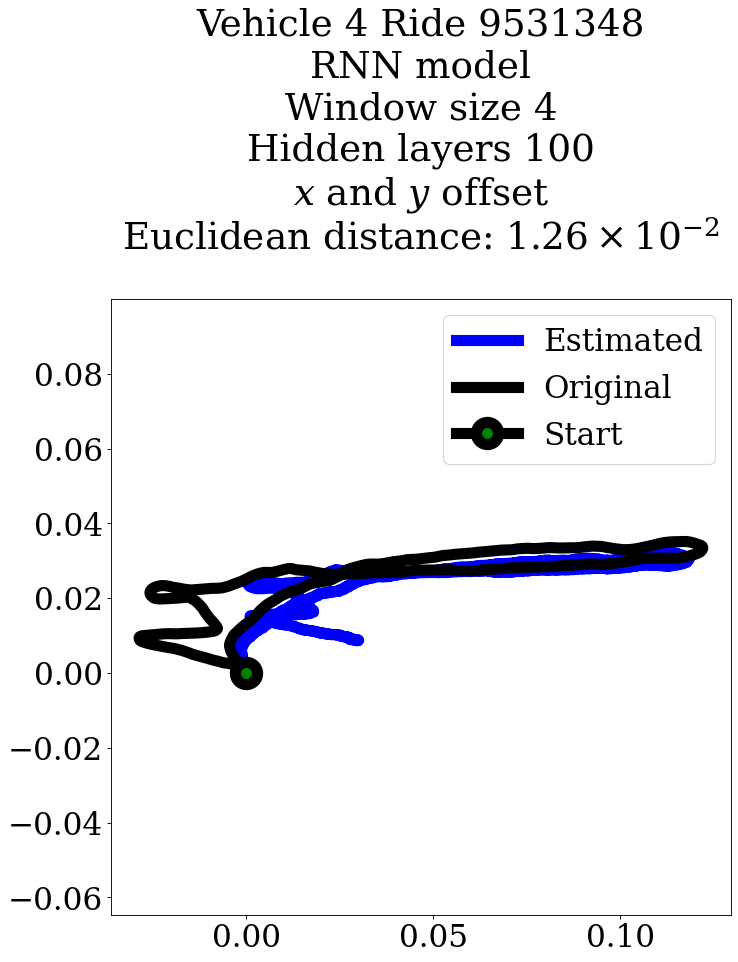 Vehicle 4 Ride 9531348
RNN model
Window size 4
Hidden layers 100
x and y offset
Euclidean distance: 1.26 × 10⁻²
Estimated
Original
Start
0.08
0.06
0.04
0.02
0.00
−0.02
−0.04
−0.06
0.00 0.05 0.10